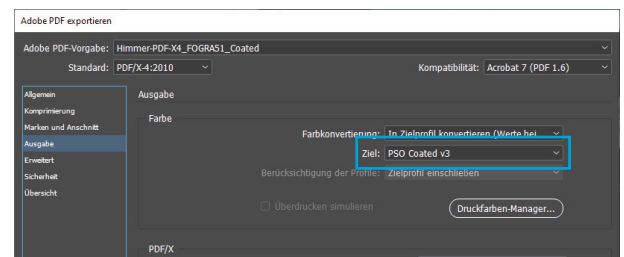 Adobe PDF exportieren
Adobe PDF-Vorgabe: Himmer-PDF-X4_FOGRA51_Coated
Standard: PDF/X-4:2010 Kompatibilität: Acrobat 7 (PDF 1.6)
Allgemein
Komprimierung
Marken und Anschnitt
Ausgabe
Erweitert
Sicherheit
Übersicht
Ausgabe
Farbe
Farbkonvertierung: In Zielprofil konvertieren (Werte bei
Ziel: PSO Coated v3
Berücksichtigung der Profile: Zielprofil einschließen
Überdrucken simulieren Druckfarben-Manager...
PDF/X